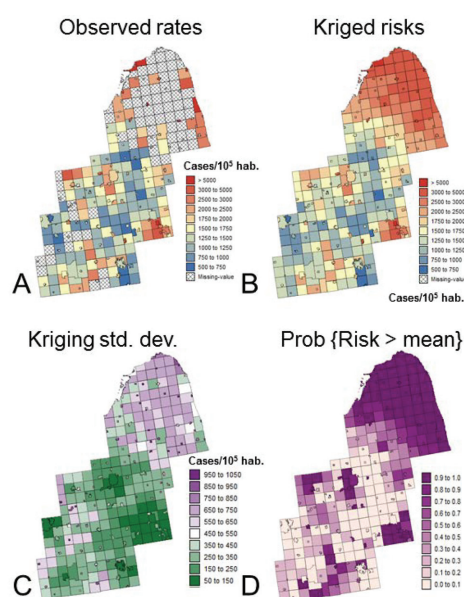 Observed rates
Kriged risks
Cases/10⁵ hab.
> 5000
3000 to 5000
2500 to 3000
2000 to 2500
1750 to 2000
1500 to 1750
1250 to 1500
1000 to 1250
750 to 1000
500 to 750
Missing-value
A
> 5000
3000 to 5000
2500 to 3000
2000 to 2500
1750 to 2000
1500 to 1750
1250 to 1500
1000 to 1250
750 to 1000
500 to 750
Missing-value
B
Cases/10⁵ hab.
Kriging std. dev.
Prob {Risk > mean}
Cases/10⁵ hab.
950 to 1050
850 to 950
750 to 850
650 to 750
550 to 650
450 to 550
350 to 450
250 to 350
150 to 250
50 to 150
C
0.9 to 1.0
0.8 to 0.9
0.7 to 0.8
0.6 to 0.7
0.5 to 0.6
0.4 to 0.5
0.3 to 0.4
0.2 to 0.3
0.1 to 0.2
0.0 to 0.1
D